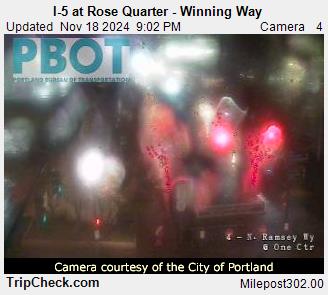 I-5 at Rose Quarter - Winning Way
Updated Nov 18 2024 9:02 PM Camera 4
PBOT
PORTLAND BUREAU OF TRANSPORTATION
4 - N. Ramsey Wy
@ One Ctr
Camera courtesy of the City of Portland
TripCheck.com Milepost302.00